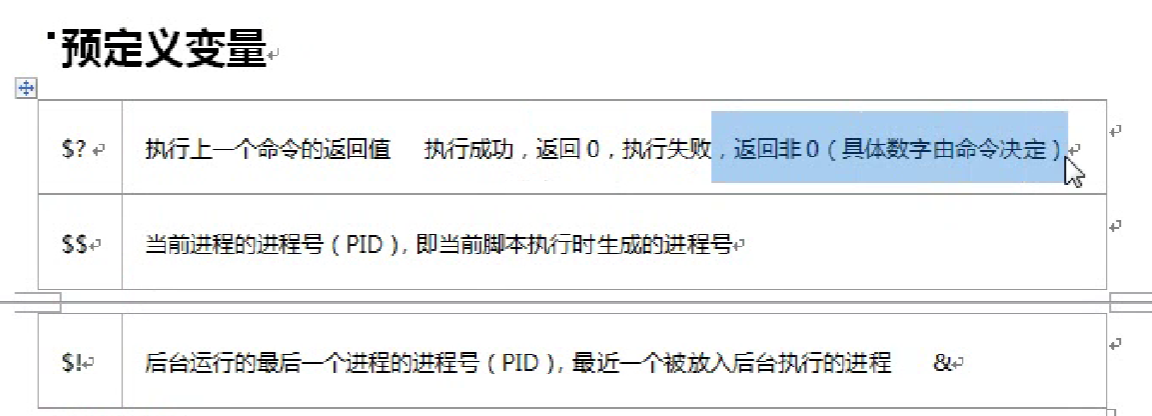 预定义变量
$? 执行上一个命令的返回值 执行成功，返回 0，执行失败，返回非 0（具体数字由命令决定）
$$ 当前进程的进程号（PID），即当前脚本执行时生成的进程号
$! 后台运行的最后一个进程的进程号（PID），最近一个被放入后台执行的进程 &